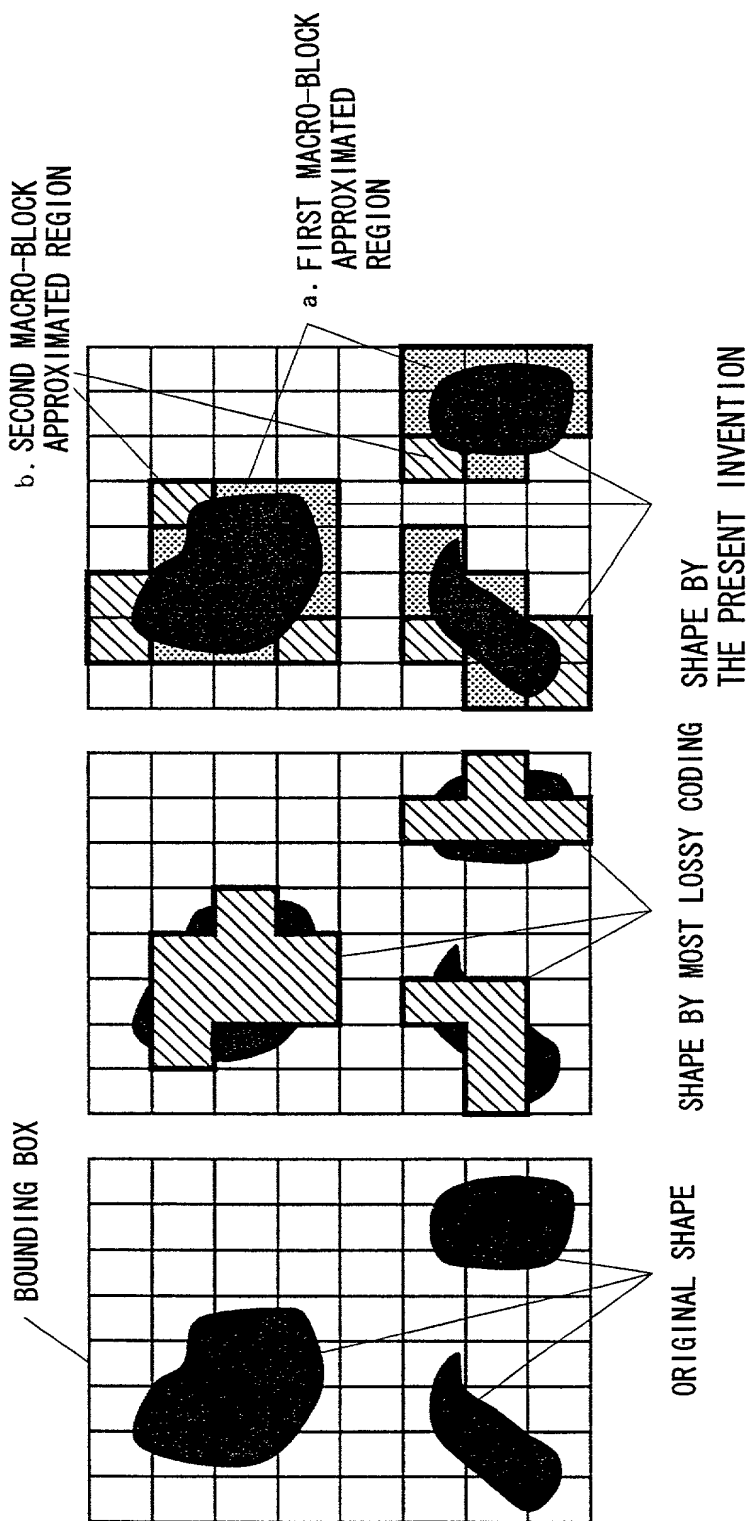 BOUNDING BOX
ORIGINAL SHAPE
SHAPE BY MOST LOSSY CODING
b. SECOND MACRO-BLOCK
APPROXIMATED REGION
a. FIRST MACRO-BLOCK
APPROXIMATED
REGION
SHAPE BY
THE PRESENT INVENTION